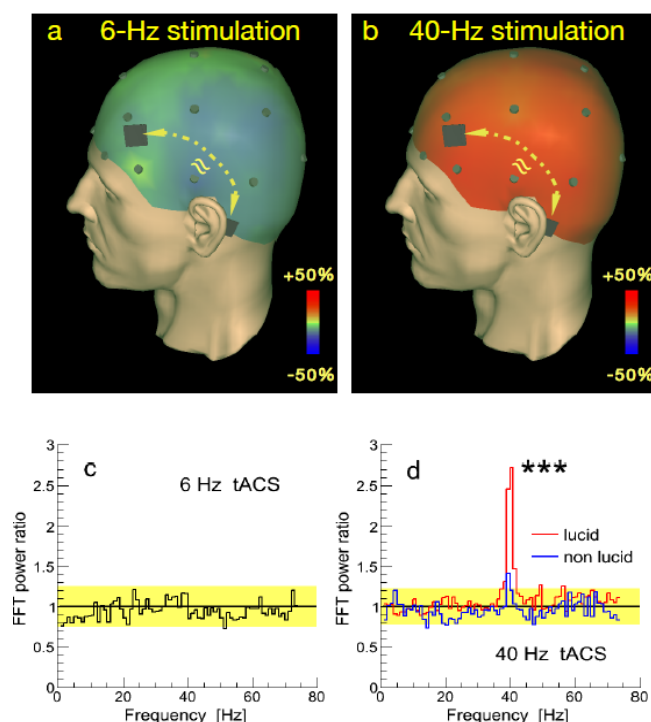 a 6-Hz stimulation
b 40-Hz stimulation
≈
≈
+50%
-50%
+50%
-50%
c
6 Hz tACS
FFT power ratio
3
2.5
2
1.5
1
0.5
0
0 20 40 60 80
Frequency [Hz]
d
***
lucid
non lucid
40 Hz tACS
FFT power ratio
3
2.5
2
1.5
1
0.5
0
0 20 40 60 80
Frequency [Hz]